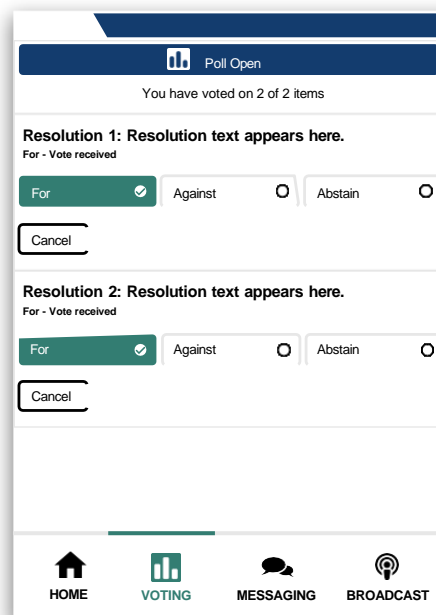 Poll Open
You have voted on 2 of 2 items
Resolution 1: Resolution text appears here.
For - Vote received
For Against Abstain
Cancel
Resolution 2: Resolution text appears here.
For - Vote received
For Against Abstain
Cancel
HOME VOTING MESSAGING BROADCAST